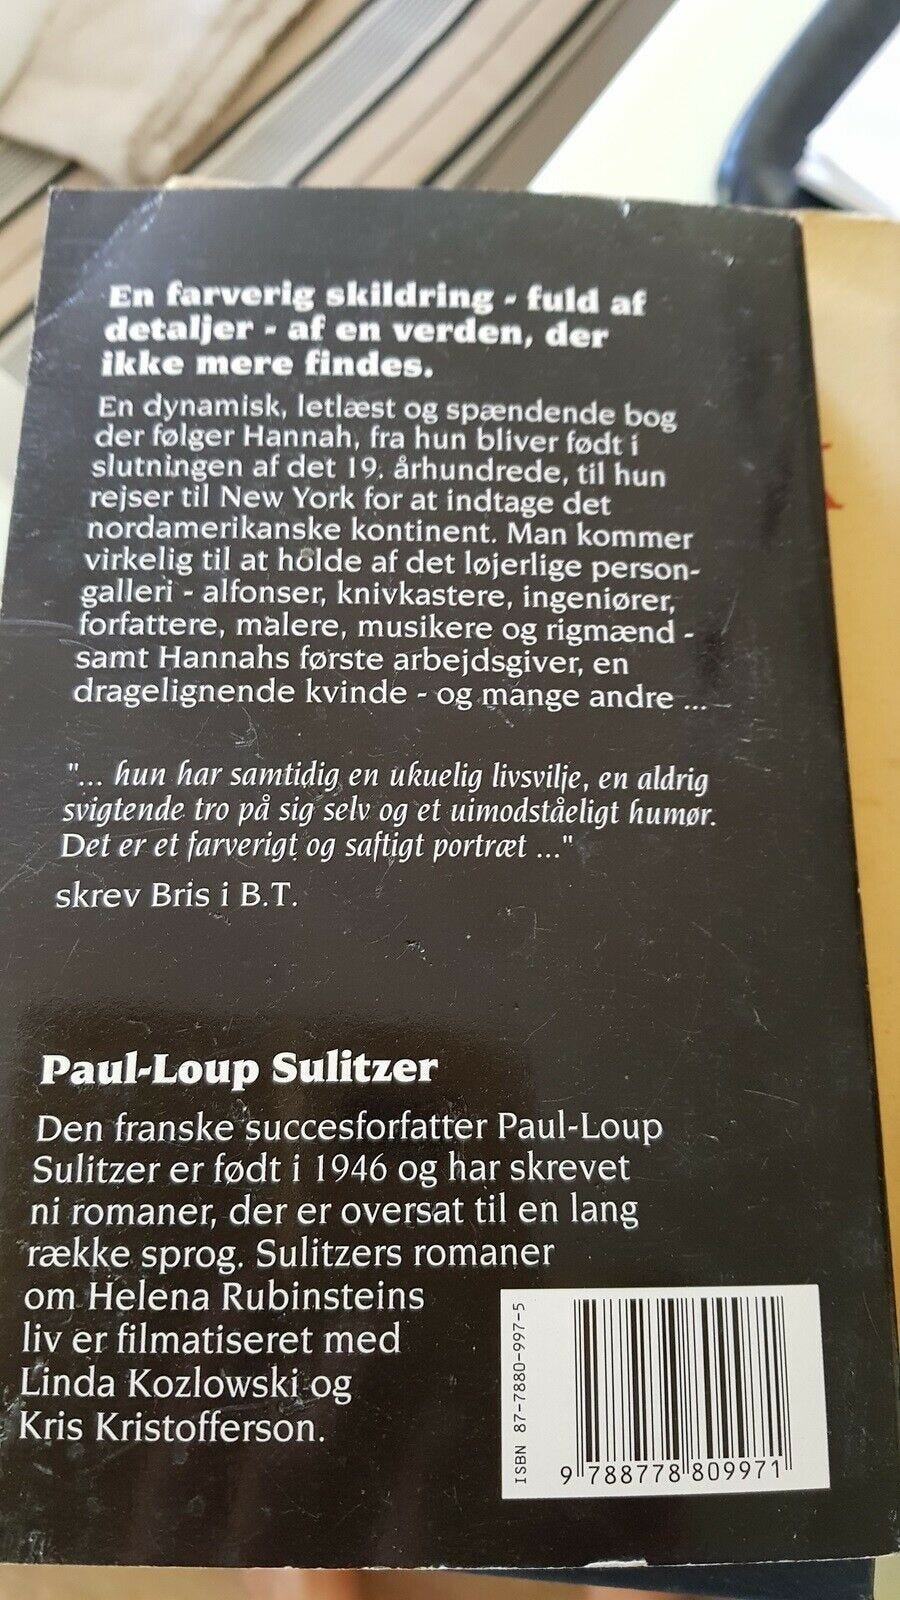 En farverig skildring - fuld af
detaljer - af en verden, der
ikke mere findes.
En dynamisk, letlæst og spændende bog
der følger Hannah, fra hun bliver født i
slutningen af det 19. århundrede, til hun
rejser til New York for at indtage det
nordamerikanske kontinent. Man kommer
virkelig til at holde af det løjerlige person-
galleri - alfonser, knivkastere, ingeniører,
forfattere, malere, musikere og rigmænd -
samt Hannahs første arbejdsgiver, en
dragelignende kvinde - og mange andre ...
"... hun har samtidig en ukuelig livsvilje, en aldrig
svigtende tro på sig selv og et uimodståeligt humør.
Det er et farverigt og saftigt portræt ..."
skrev Bris i B.T.
Paul-Loup Sulitzer
Den franske succesforfatter Paul-Loup
Sulitzer er født i 1946 og har skrevet
ni romaner, der er oversat til en lang
række sprog. Sulitzers romaner
om Helena Rubinsteins
liv er filmatiseret med
Linda Kozlowski og
Kris Kristofferson.
ISBN 87-7880-997-5
9 788778 809971